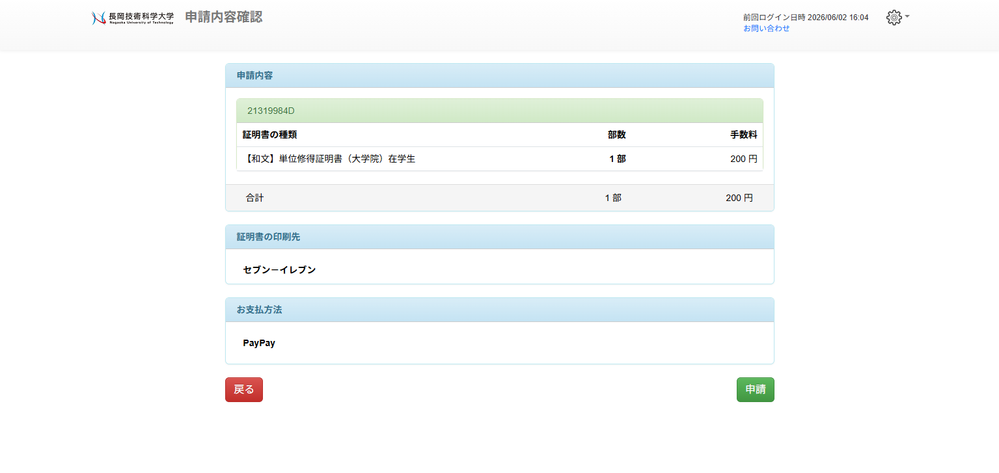 長岡技術科学大学
Nagaoka University of Technology
申請内容確認
前回ログイン日時 2026/06/02 16:04
お問い合わせ
申請内容
21319984D
証明書の種類 部数 手数料
【和文】単位修得証明書（大学院）在学生 1 部 200 円
合計 1 部 200 円
証明書の印刷先
セブン－イレブン
お支払方法
PayPay
戻る 申請